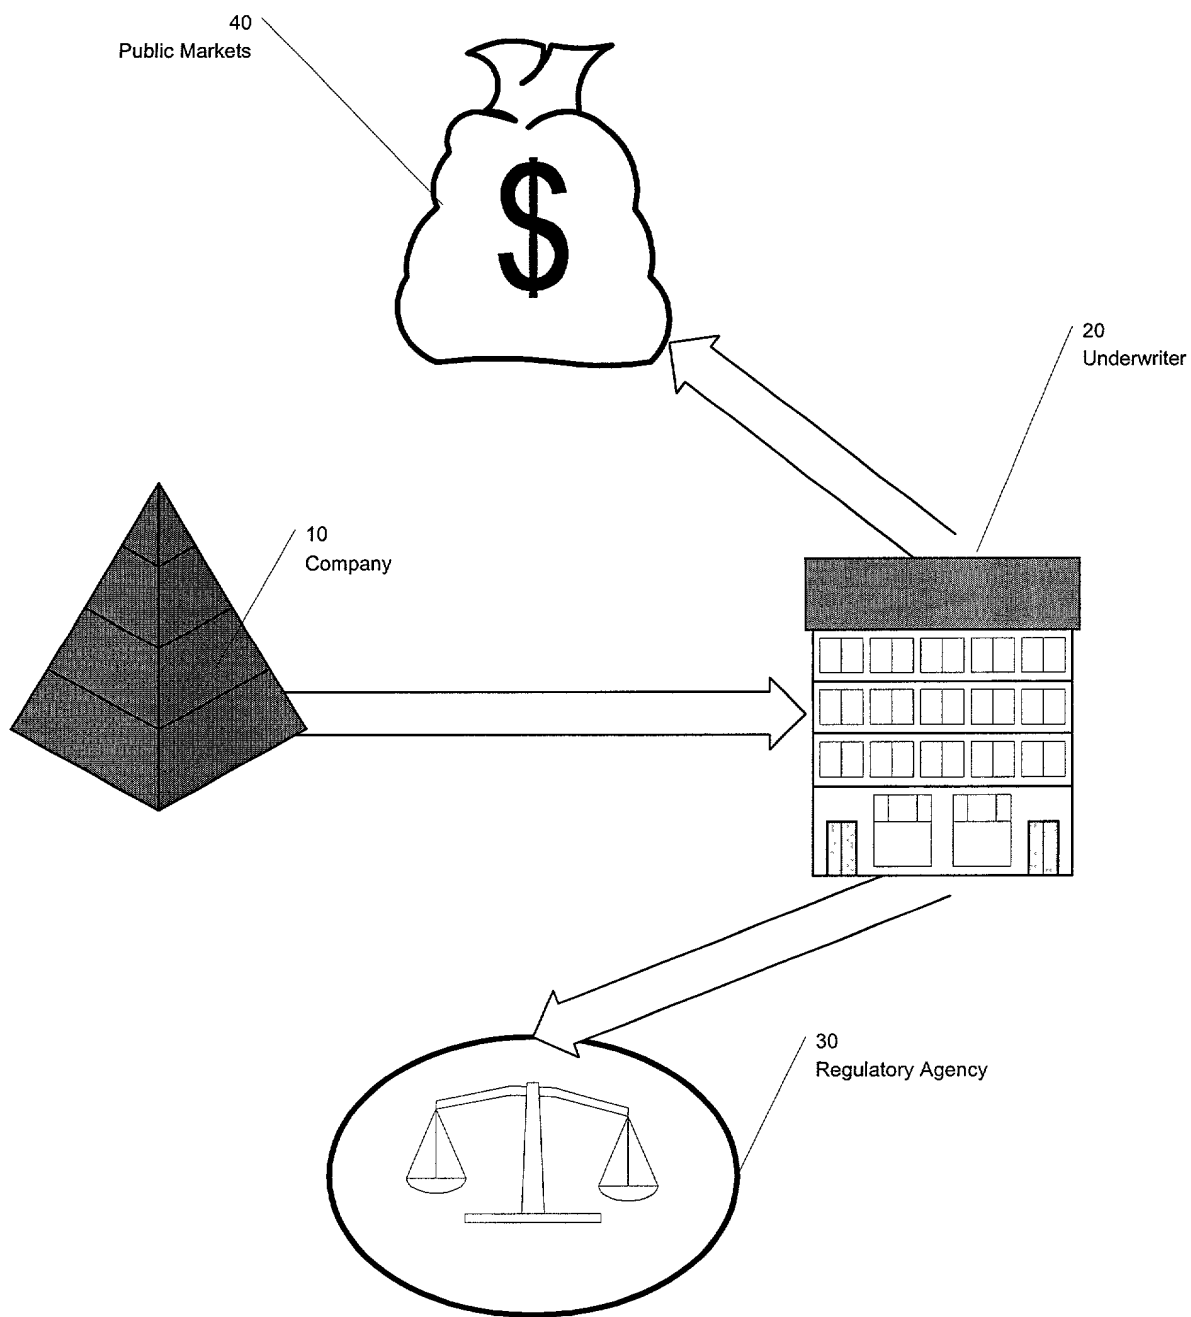 40
Public Markets
$
20
Underwriter
10
Company
30
Regulatory Agency